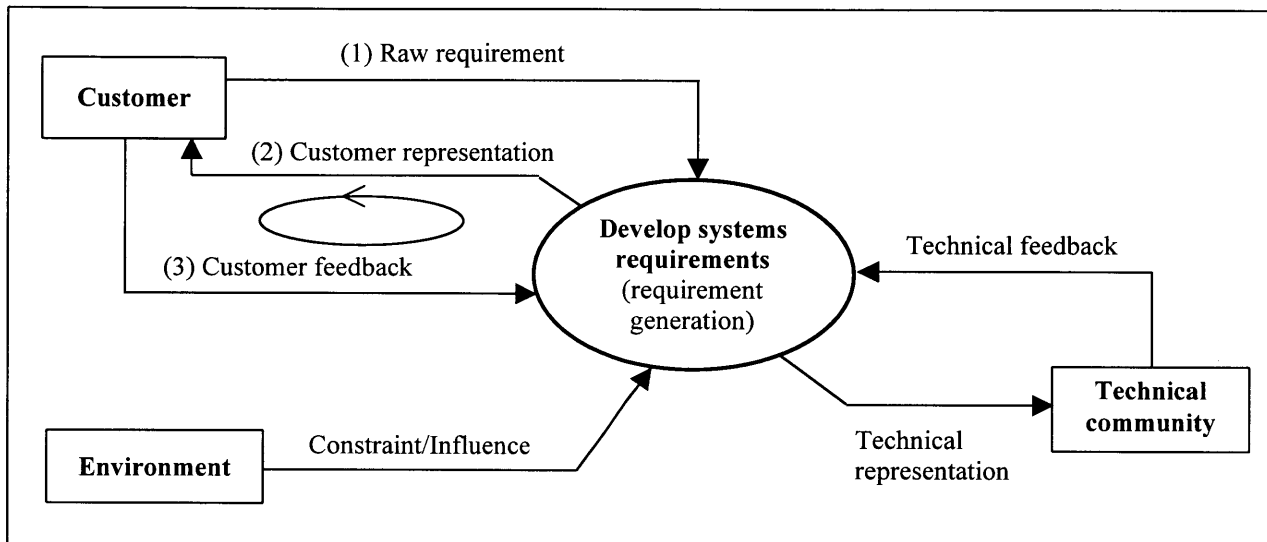 (1) Raw requirement
Customer
(2) Customer representation
(3) Customer feedback
Develop systems
requirements
(requirement
generation)
Technical feedback
Technical
community
Technical
representation
Environment
Constraint/Influence